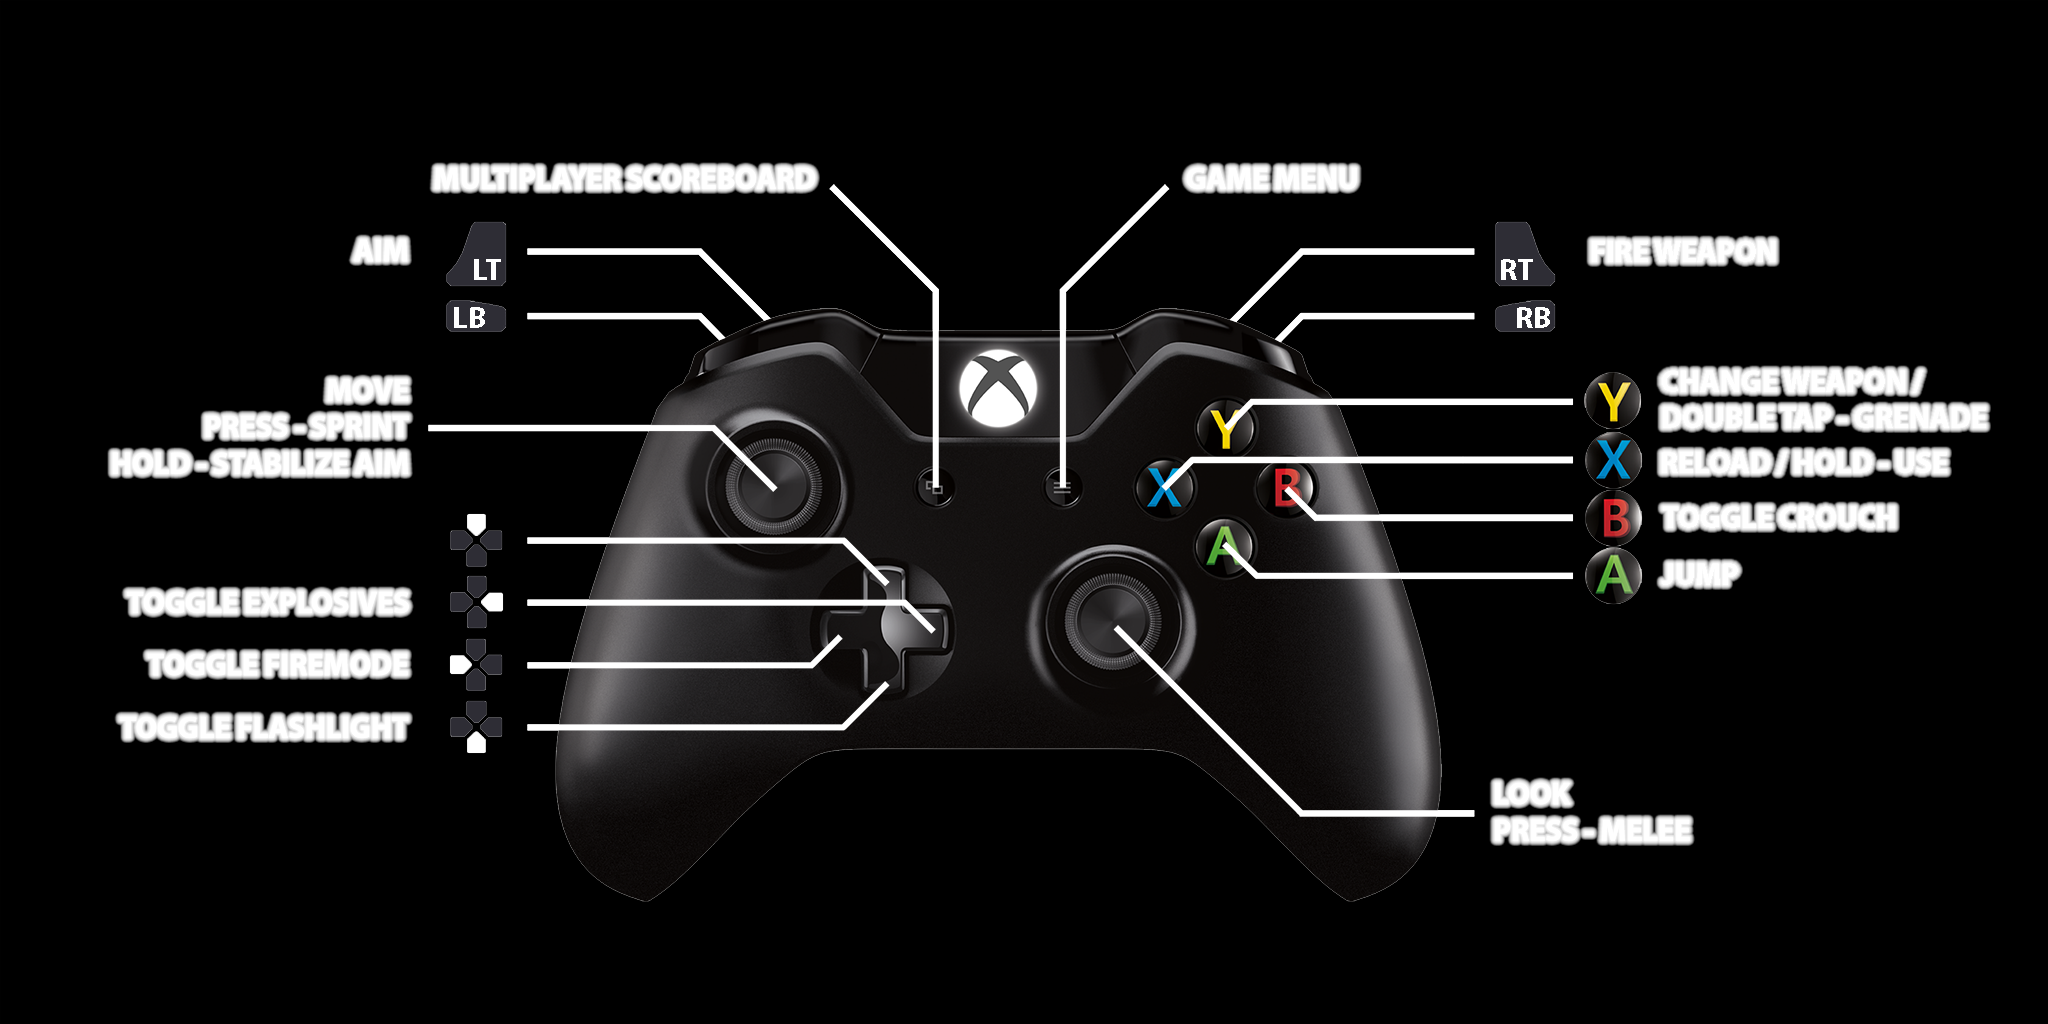 MULTIPLAYER SCOREBOARD
GAME MENU
AIM
LT
RT
FIRE WEAPON
LB
RB
MOVE
PRESS - SPRINT
HOLD - STABILIZE AIM
Y
CHANGE WEAPON /
DOUBLE TAP - GRENADE
X
RELOAD / HOLD - USE
B
TOGGLE CROUCH
A
JUMP
Y
X
B
A
TOGGLE EXPLOSIVES
TOGGLE FIREMODE
TOGGLE FLASHLIGHT
LOOK
PRESS - MELEE